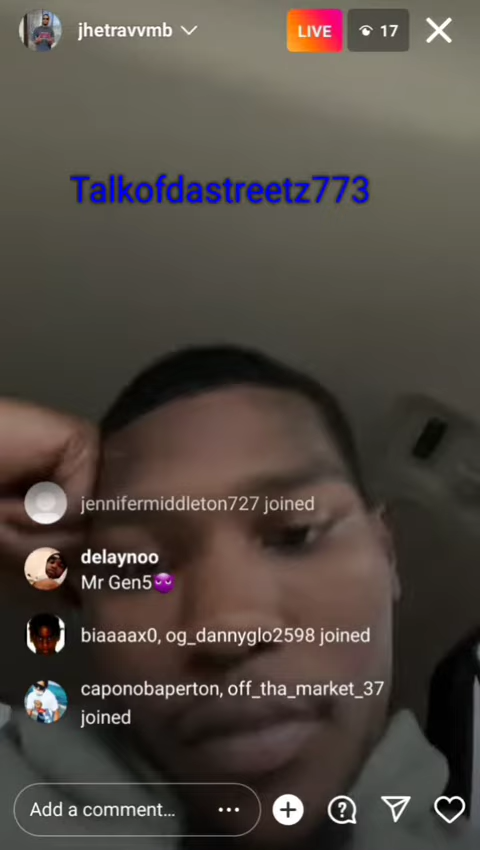 jhetravvmb
LIVE
17
Talkofdastreetz773
jennifermiddleton727 joined
delaynoo
Mr Gen5😈
biaaaax0, og_dannyglo2598 joined
caponobaperton, off_tha_market_37
joined
Add a comment...